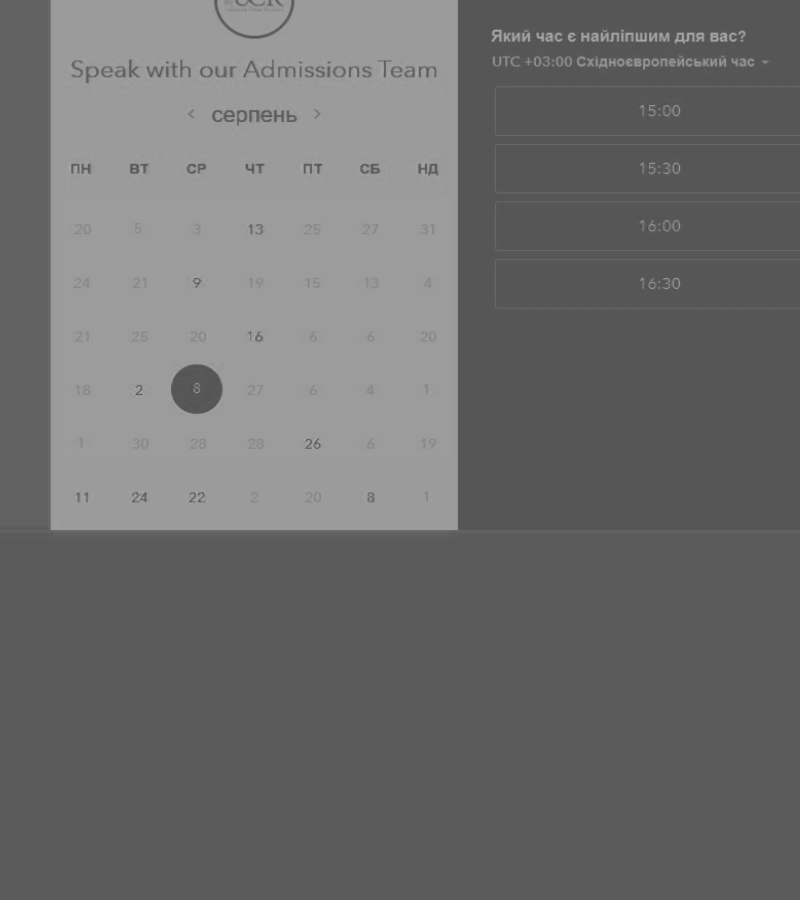 Speak with our Admissions Team
< серпень >
ПН ВТ СР ЧТ ПТ СБ НД
20 5 3 13 25 27 31
24 21 9 19 15 13 4
21 25 20 16 6 6 20
18 2 8 27 6 4 1
1 30 28 28 26 6 19
11 24 22 2 20 8 1
Який час є найліпшим для вас?
UTC +03:00 Східноєвропейський час
15:00
15:30
16:00
16:30